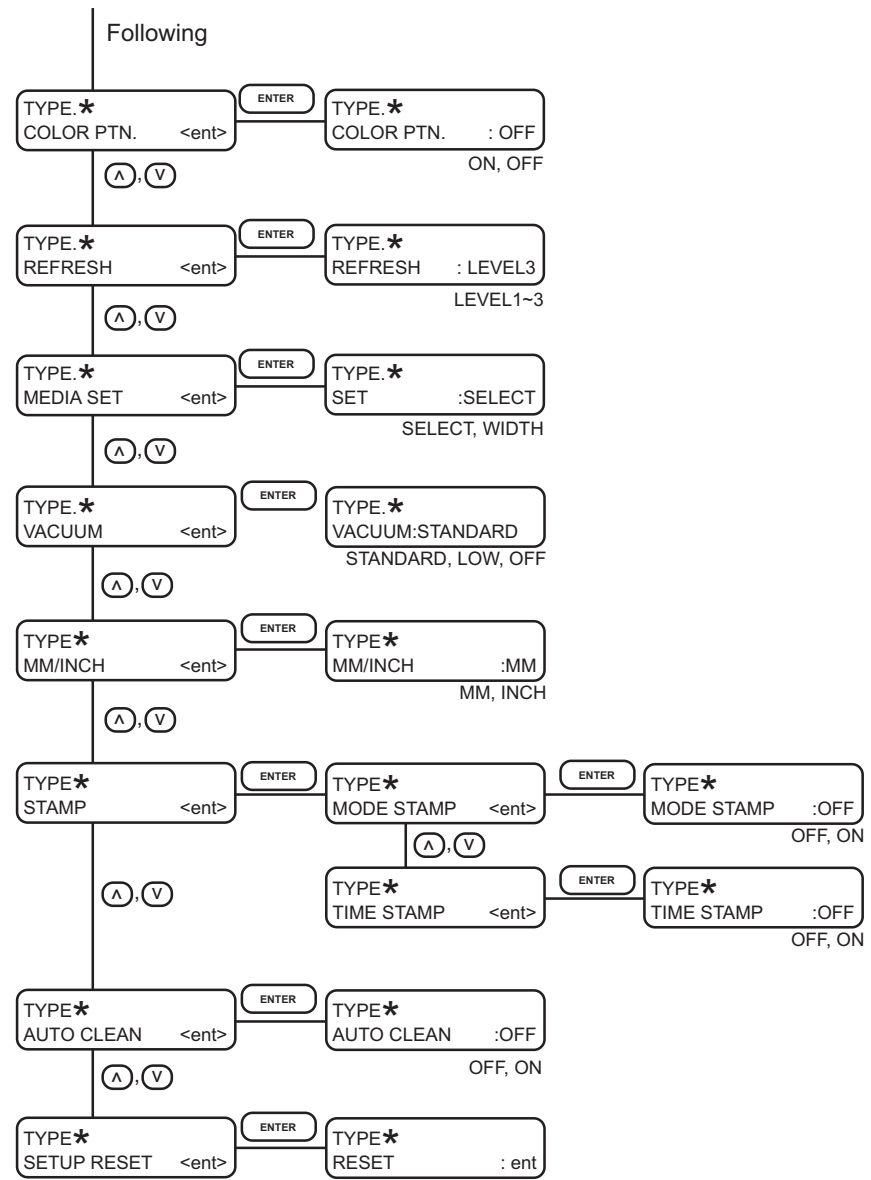 Following
TYPE.* ENTER TYPE.*
COLOR PTN. <ent> COLOR PTN. : OFF
ON, OFF
ʌ, v
TYPE.* ENTER TYPE.*
REFRESH <ent> REFRESH : LEVEL3
LEVEL1~3
ʌ, v
TYPE.* ENTER TYPE.*
MEDIA SET <ent> SET :SELECT
SELECT, WIDTH
ʌ, v
TYPE.* ENTER TYPE.*
VACUUM <ent> VACUUM:STANDARD
STANDARD, LOW, OFF
ʌ, v
TYPE* ENTER TYPE*
MM/INCH <ent> MM/INCH :MM
MM, INCH
ʌ, v
TYPE* ENTER TYPE* ENTER TYPE*
STAMP <ent> MODE STAMP <ent> MODE STAMP :OFF
OFF, ON
ʌ, v
TYPE* ENTER TYPE*
TIME STAMP <ent> TIME STAMP :OFF
OFF, ON
ʌ, v
TYPE* ENTER TYPE*
AUTO CLEAN <ent> AUTO CLEAN :OFF
OFF, ON
ʌ, v
TYPE* ENTER TYPE*
SETUP RESET <ent> RESET : ent